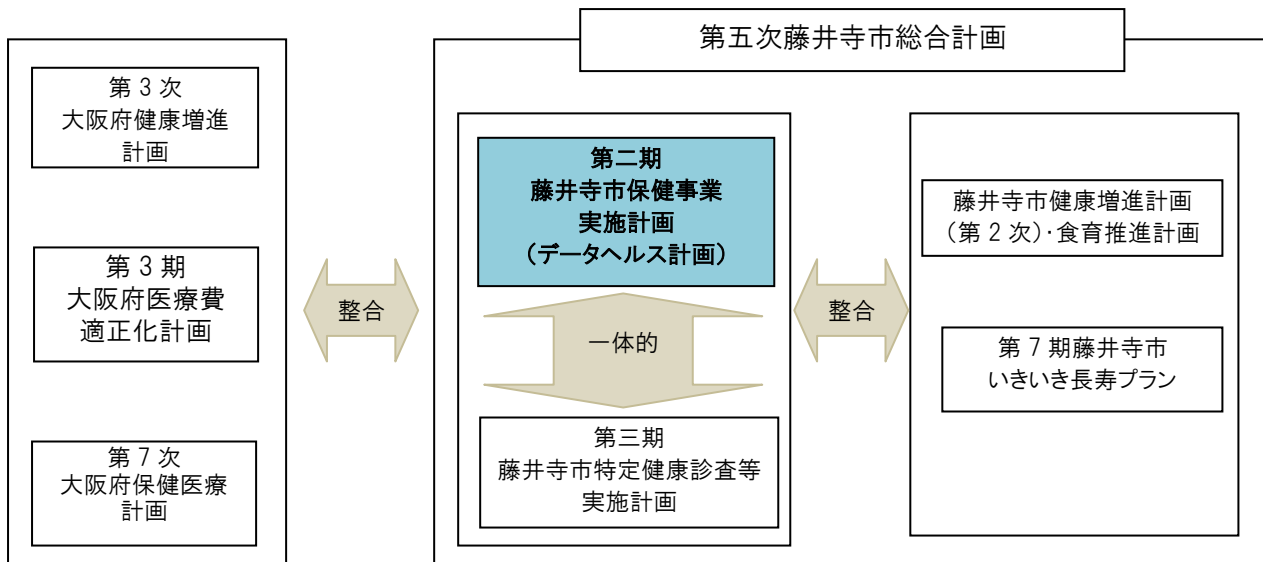 第五次藤井寺市総合計画
第３次
大阪府健康増進
計画
第３期
大阪府医療費
適正化計画
第７次
大阪府保健医療
計画
整合
第二期
藤井寺市保健事業
実施計画
（データヘルス計画）
一体的
第三期
藤井寺市特定健康診査等
実施計画
整合
藤井寺市健康増進計画
（第２次）・食育推進計画
第７期藤井寺市
いきいき長寿プラン